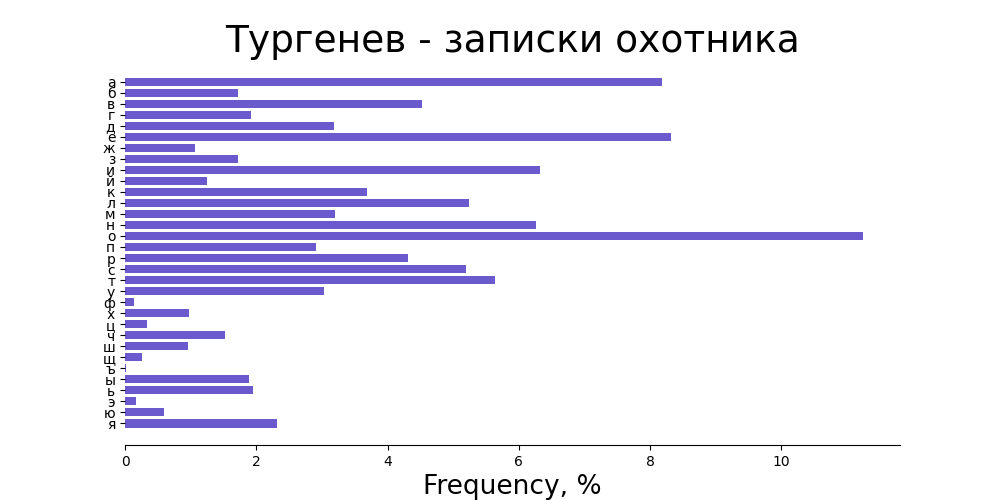 Тургенев - записки охотника
а
б
в
г
д
е
ж
з
и
й
к
л
м
н
о
п
р
с
т
у
ф
х
ц
ч
ш
щ
ъ
ы
ь
э
ю
я
0 2 4 6 8 10
Frequency, %